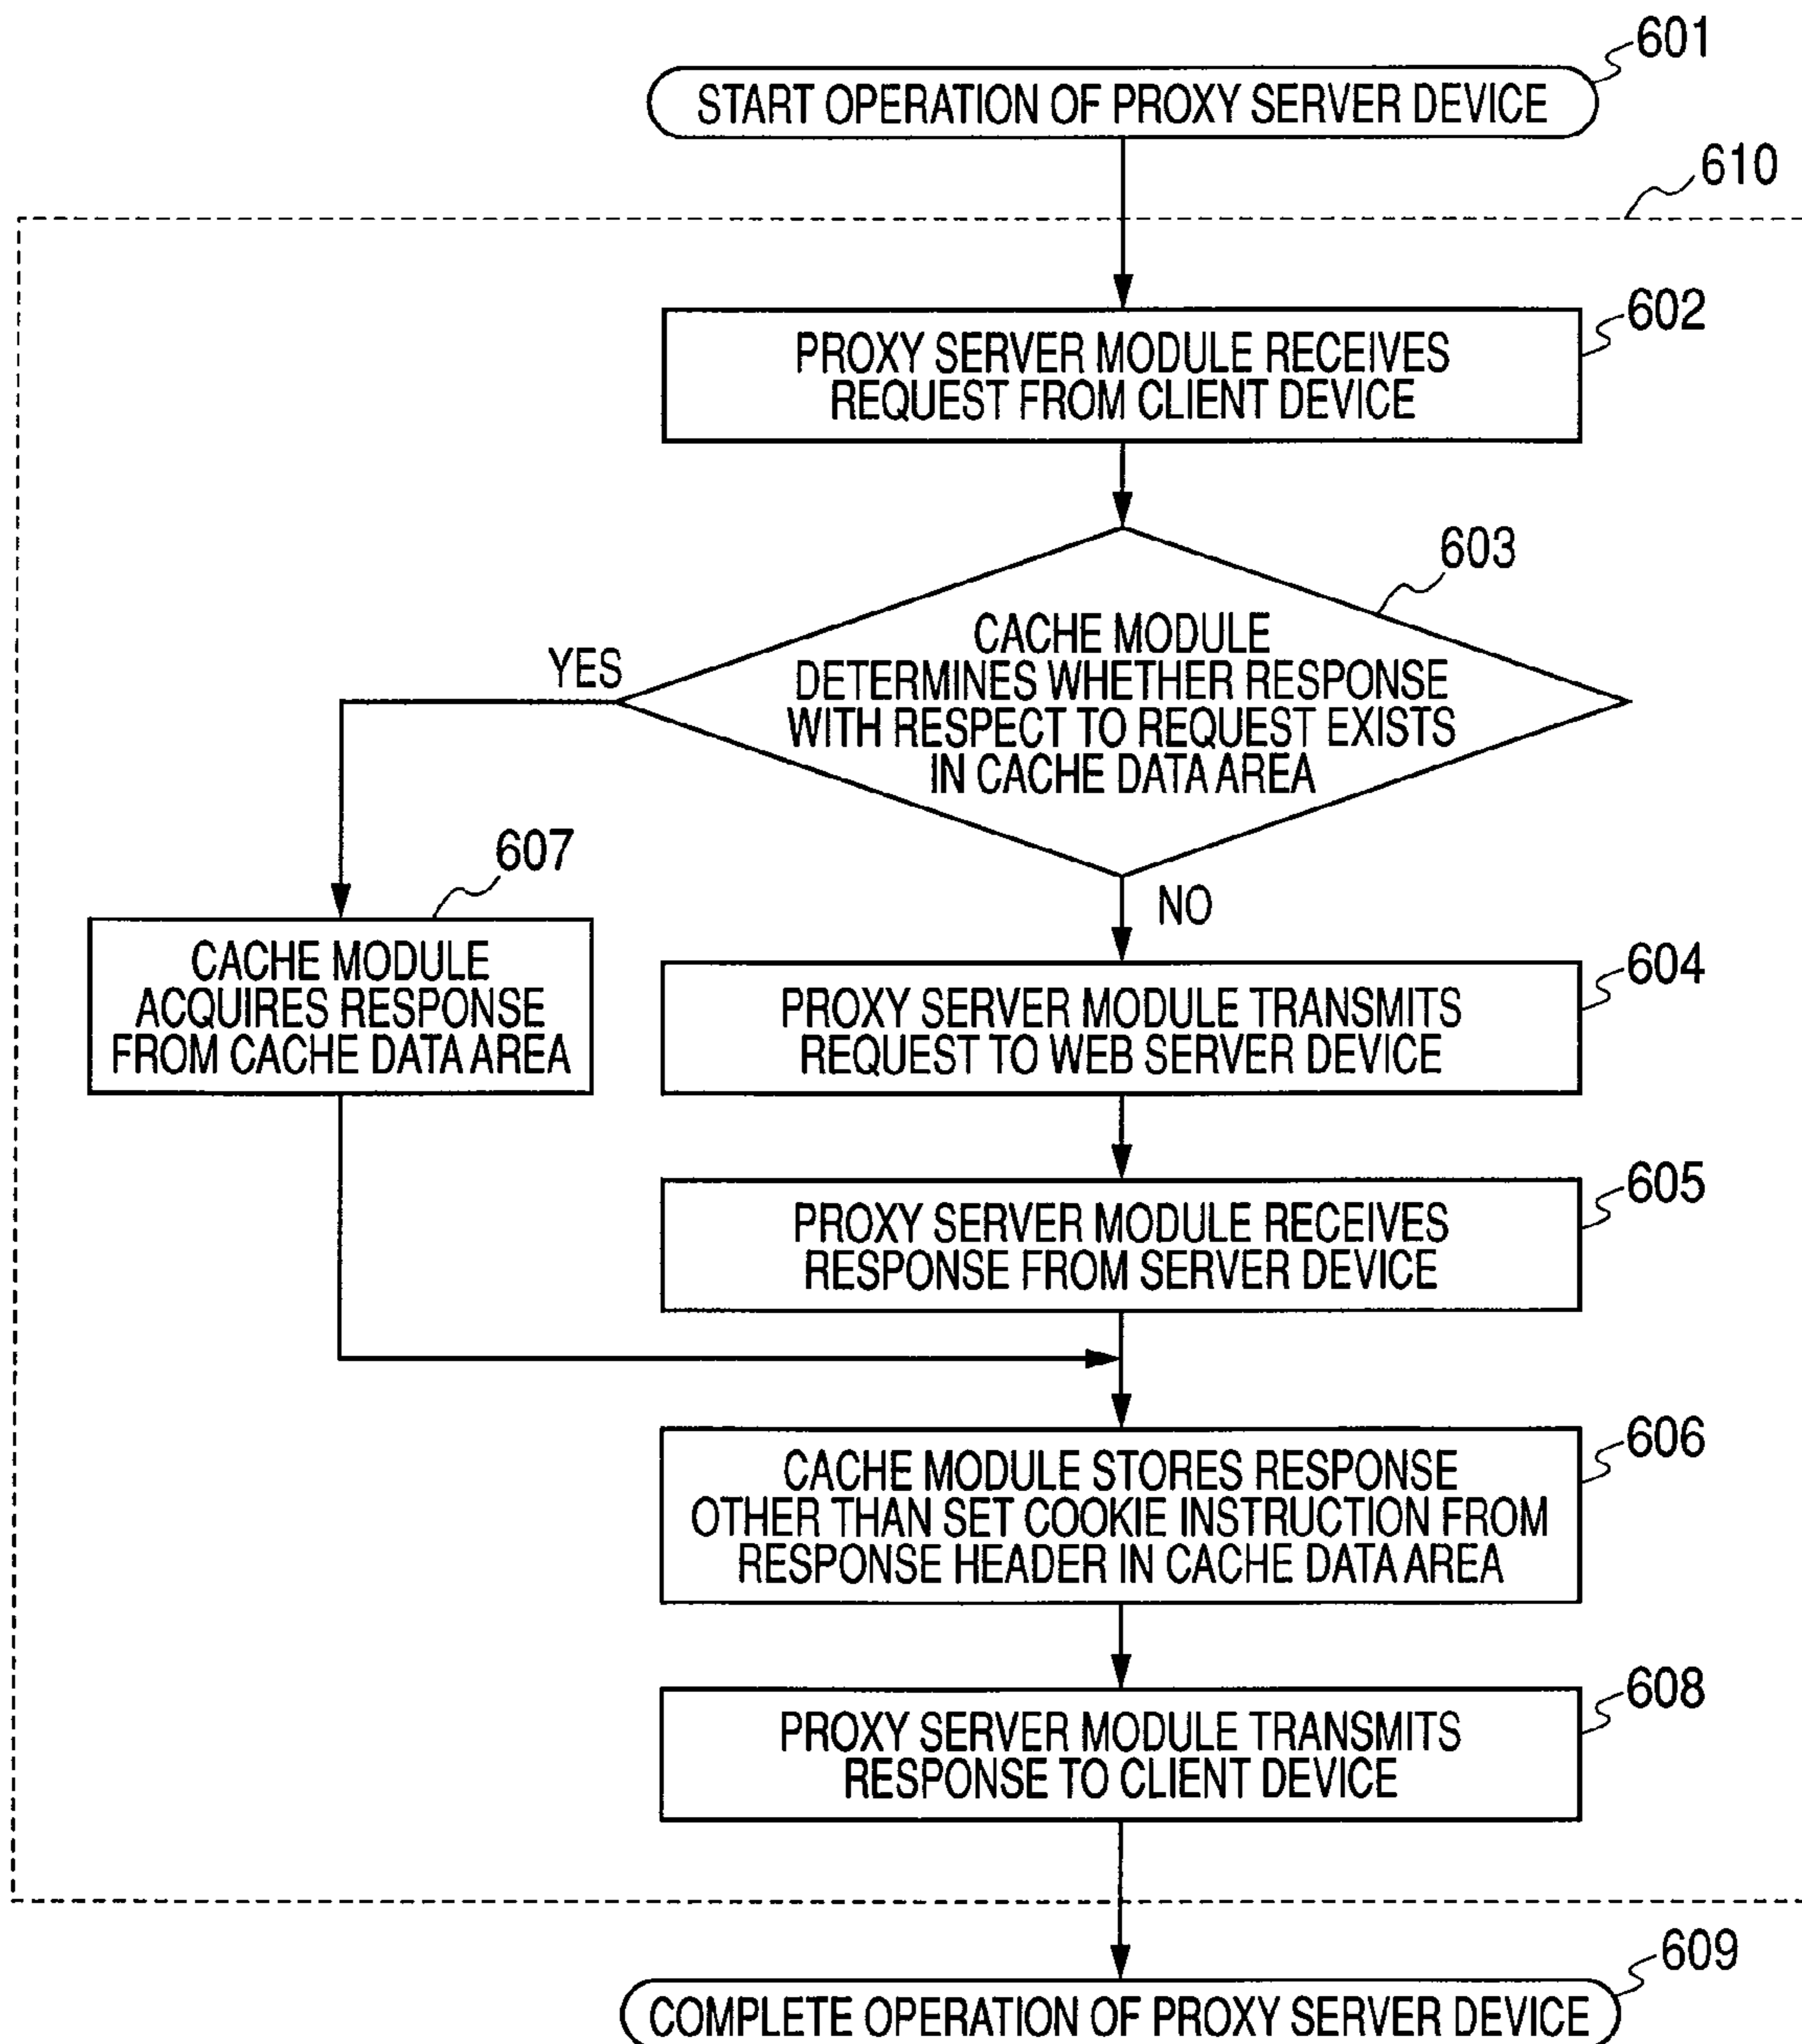 601
START OPERATION OF PROXY SERVER DEVICE
610
602
PROXY SERVER MODULE RECEIVES
REQUEST FROM CLIENT DEVICE
603
CACHE MODULE
DETERMINES WHETHER RESPONSE
WITH RESPECT TO REQUEST EXISTS
IN CACHE DATA AREA
YES
NO
607
CACHE MODULE
ACQUIRES RESPONSE
FROM CACHE DATA AREA
604
PROXY SERVER MODULE TRANSMITS
REQUEST TO WEB SERVER DEVICE
605
PROXY SERVER MODULE RECEIVES
RESPONSE FROM SERVER DEVICE
606
CACHE MODULE STORES RESPONSE
OTHER THAN SET COOKIE INSTRUCTION FROM
RESPONSE HEADER IN CACHE DATA AREA
608
PROXY SERVER MODULE TRANSMITS
RESPONSE TO CLIENT DEVICE
609
COMPLETE OPERATION OF PROXY SERVER DEVICE